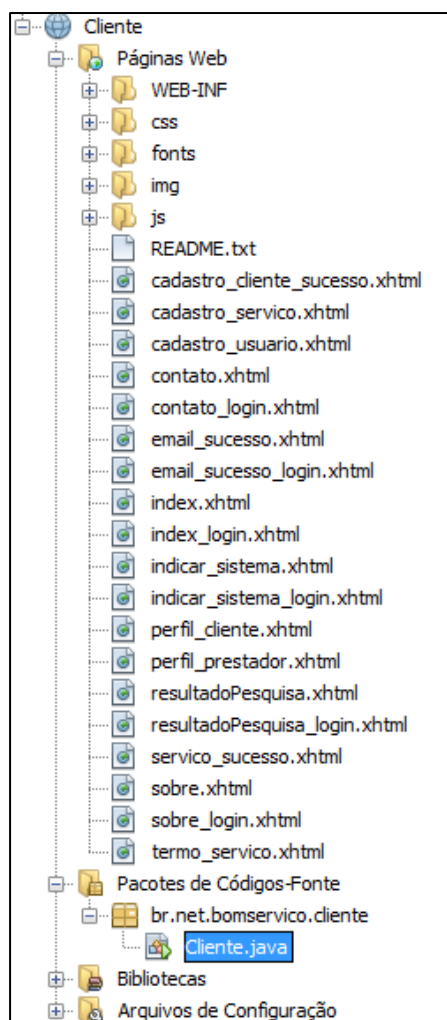 Cliente
Páginas Web
WEB-INF
css
fonts
img
js
README.txt
cadastro_cliente_sucesso.xhtml
cadastro_servico.xhtml
cadastro_usuario.xhtml
contato.xhtml
contato_login.xhtml
email_sucesso.xhtml
email_sucesso_login.xhtml
index.xhtml
index_login.xhtml
indicar_sistema.xhtml
indicar_sistema_login.xhtml
perfil_cliente.xhtml
perfil_prestador.xhtml
resultadoPesquisa.xhtml
resultadoPesquisa_login.xhtml
servico_sucesso.xhtml
sobre.xhtml
sobre_login.xhtml
termo_servico.xhtml
Pacotes de Códigos-Fonte
br.net.bomservico.cliente
Cliente.java
Bibliotecas
Arquivos de Configuração